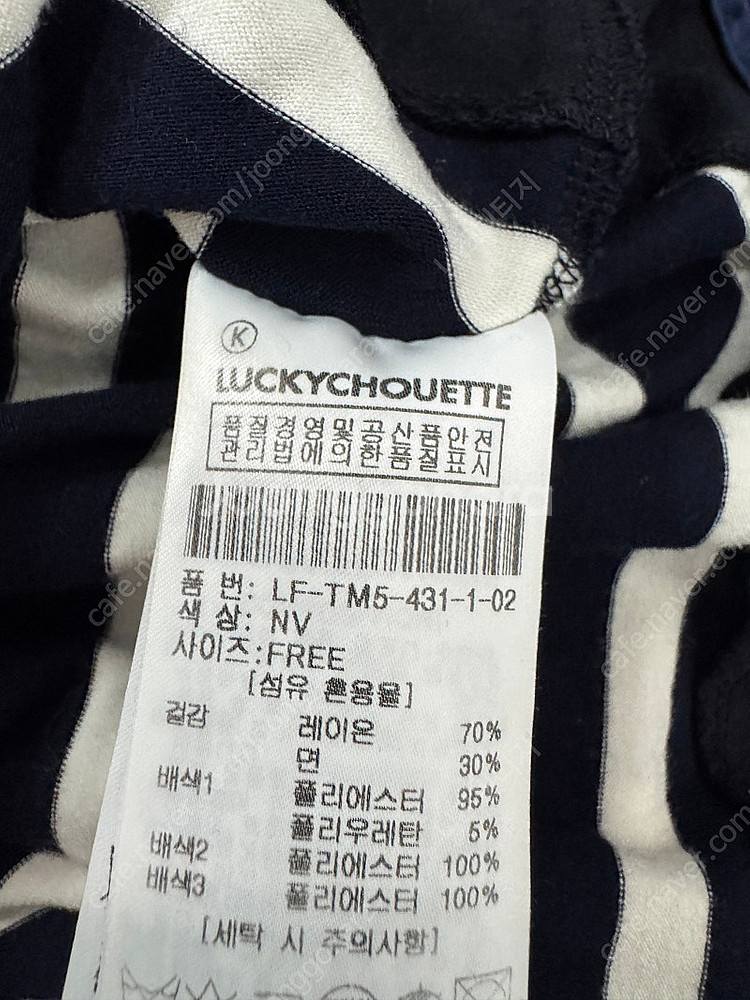 K
LUCKYCHOUETTE
품질경영및공산품안전
관리법에의한품질표시
품 번: LF-TM5-431-1-02
색 상: NV
사이즈:FREE
[섬유 혼용율]
겉감 레이온 70%
면 30%
배색1 폴리에스터 95%
폴리우레탄 5%
배색2 폴리에스터 100%
배색3 폴리에스터 100%
[세탁 시 주의사항]